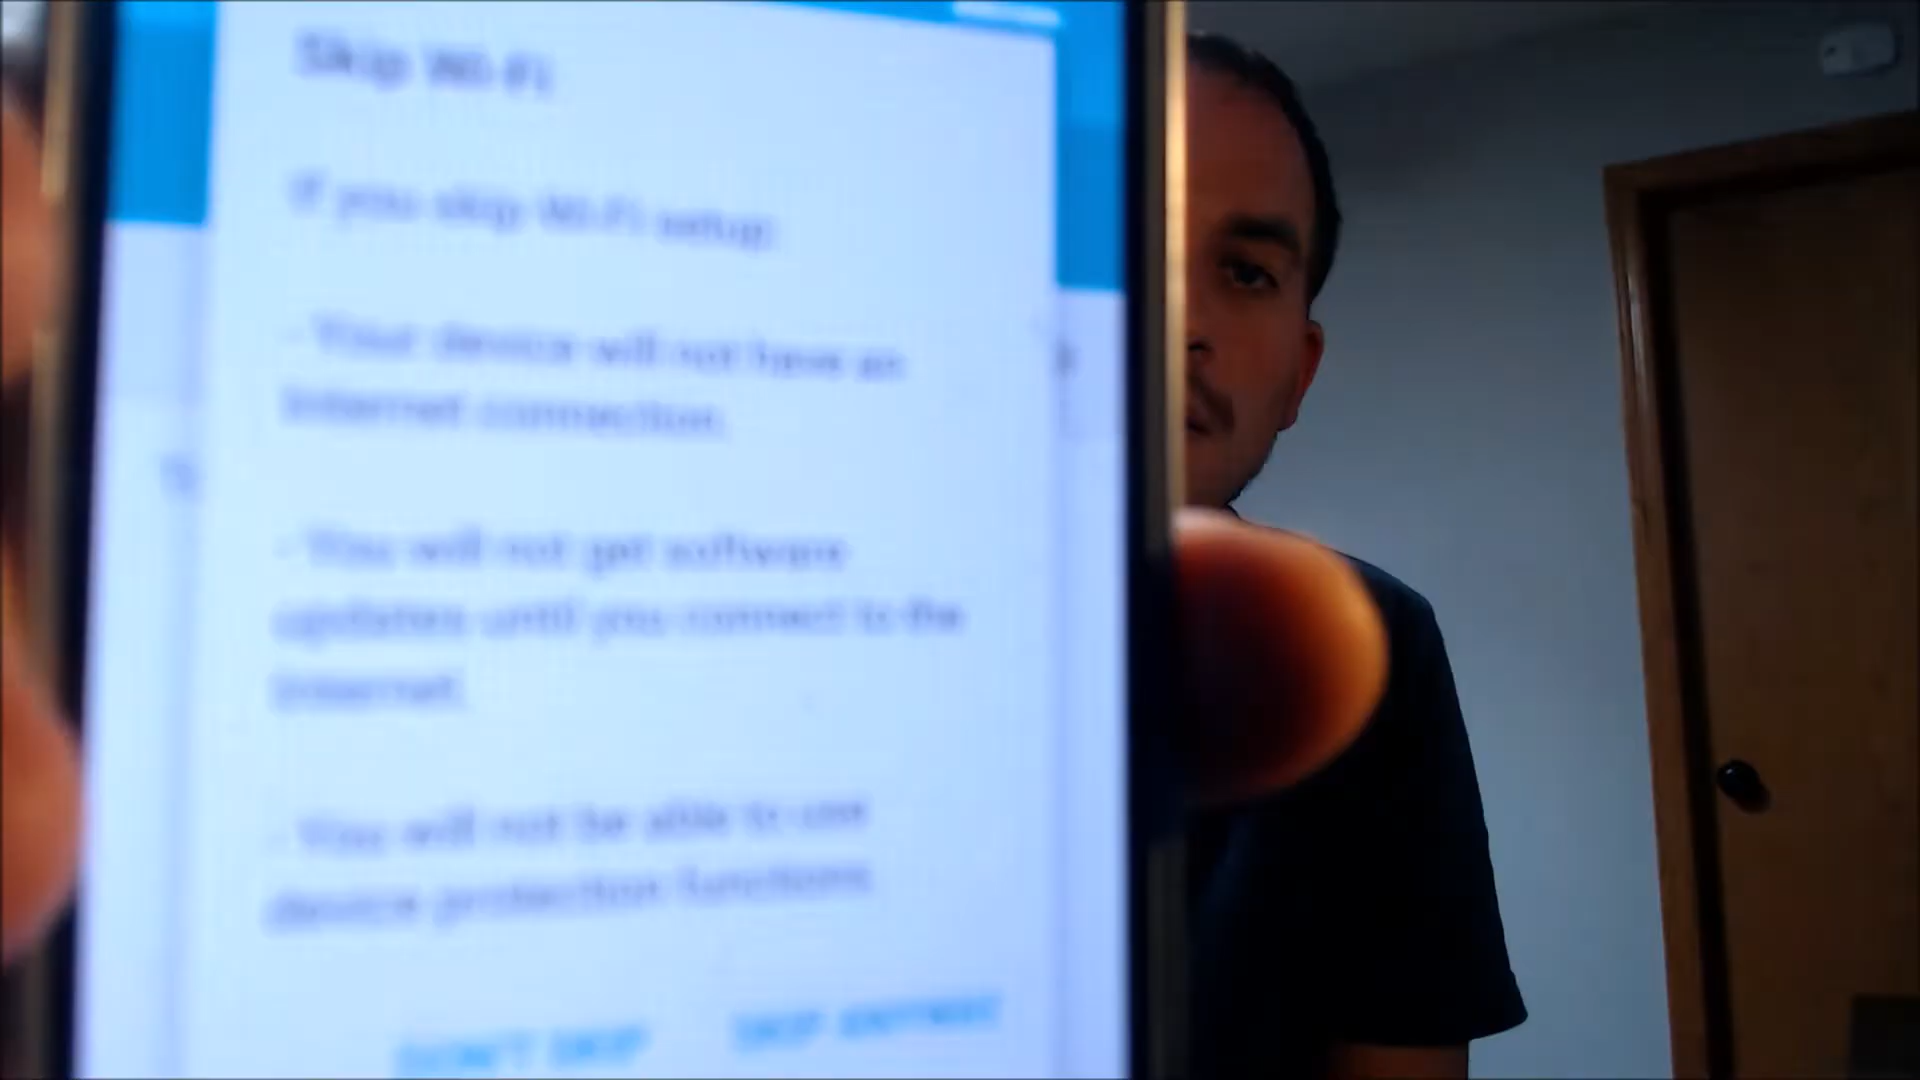 Skip Wi-Fi
If you skip Wi-Fi setup:
- Your device will not have an
Internet connection.
- You will not get software
updates until you connect to the
Internet.
- You will not be able to use
device protection functions.
DON'T SKIP SKIP ANYWAY